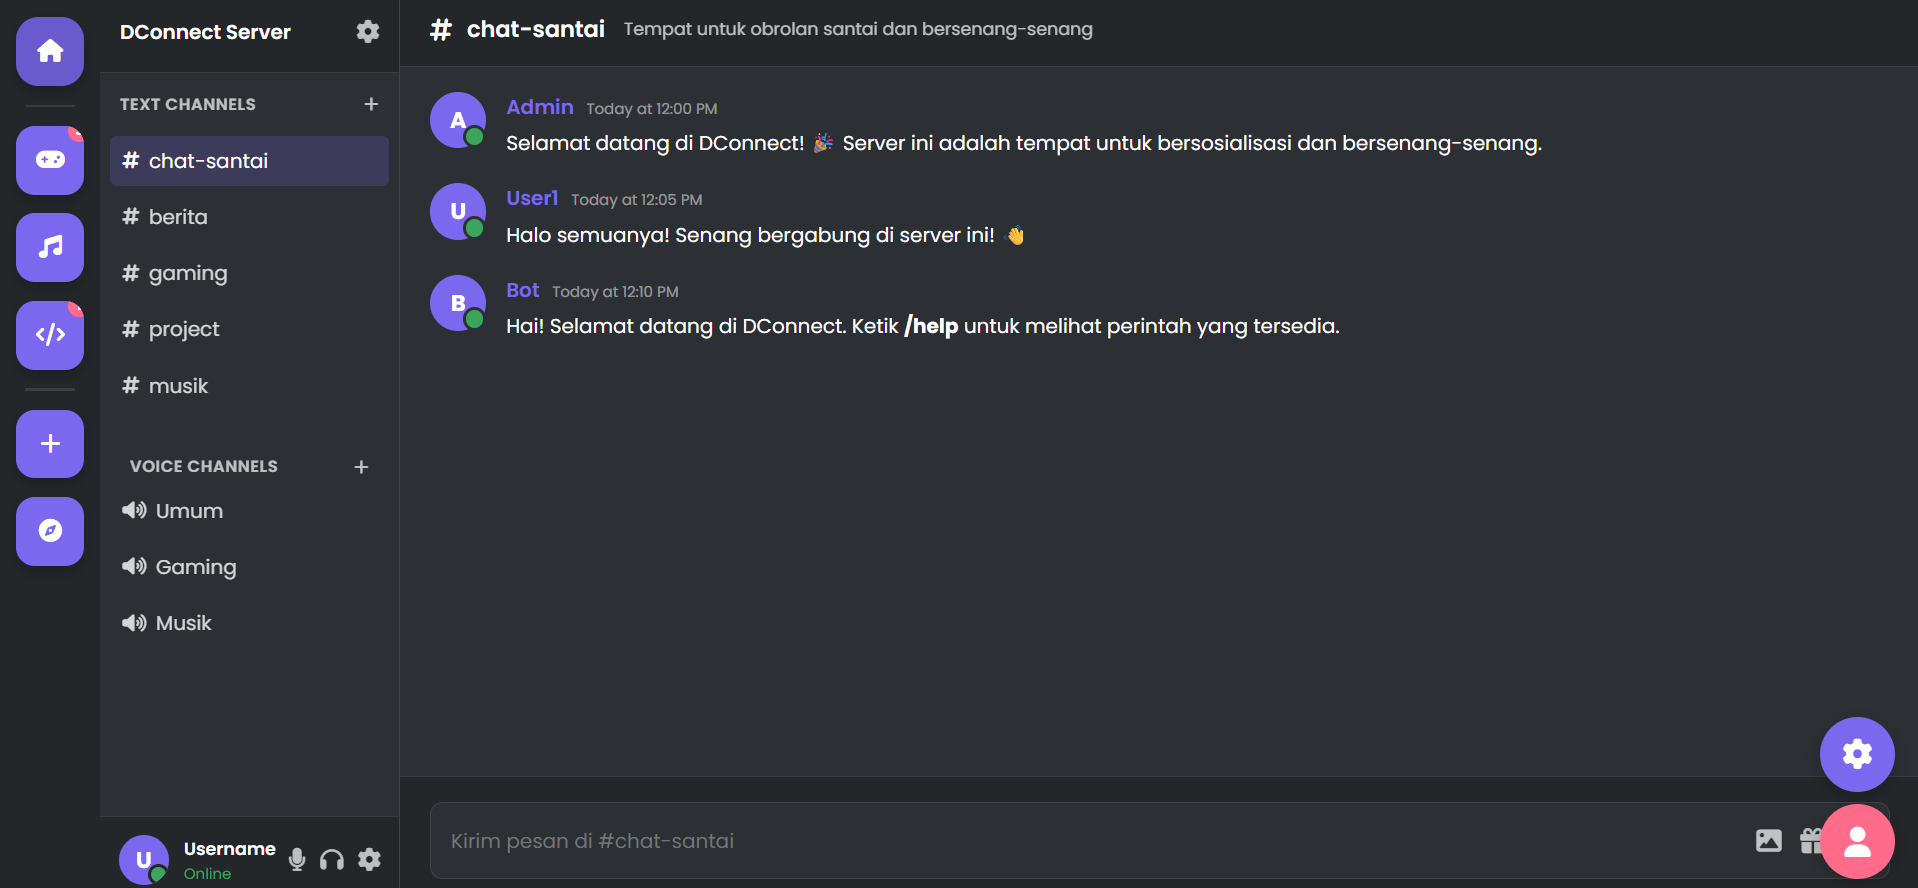 DConnect Server
TEXT CHANNELS
# chat-santai
# berita
# gaming
# project
# musik
VOICE CHANNELS
Umum
Gaming
Musik
U
Username
Online
# chat-santai Tempat untuk obrolan santai dan bersenang-senang
A
Admin Today at 12:00 PM
Selamat datang di DConnect! 🎉 Server ini adalah tempat untuk bersosialisasi dan bersenang-senang.
U
User1 Today at 12:05 PM
Halo semuanya! Senang bergabung di server ini! 👋
B
Bot Today at 12:10 PM
Hai! Selamat datang di DConnect. Ketik /help untuk melihat perintah yang tersedia.
Kirim pesan di #chat-santai